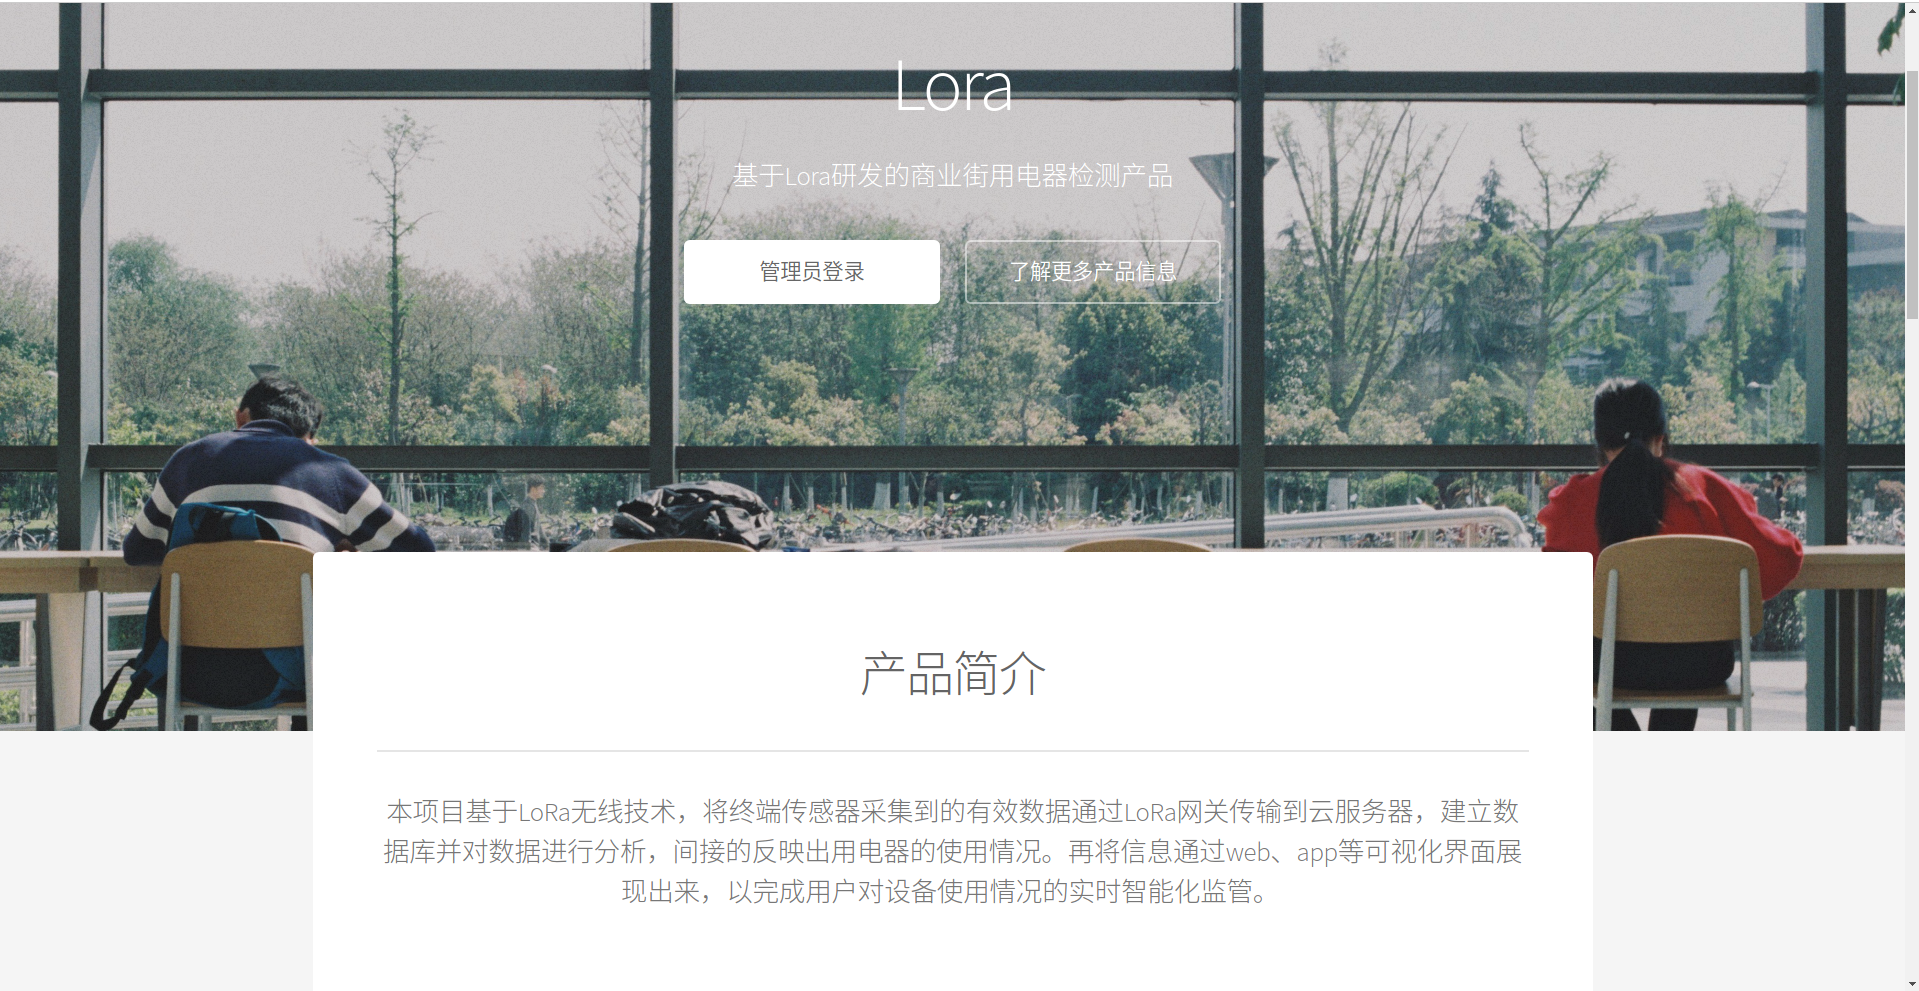 Lora
基于Lora研发的商业街用电器检测产品
管理员登录
了解更多产品信息
产品简介
本项目基于LoRa无线技术，将终端传感器采集到的有效数据通过LoRa网关传输到云服务器，建立数
据库并对数据进行分析，间接的反映出用电器的使用情况。再将信息通过web、app等可视化界面展
现出来，以完成用户对设备使用情况的实时智能化监管。